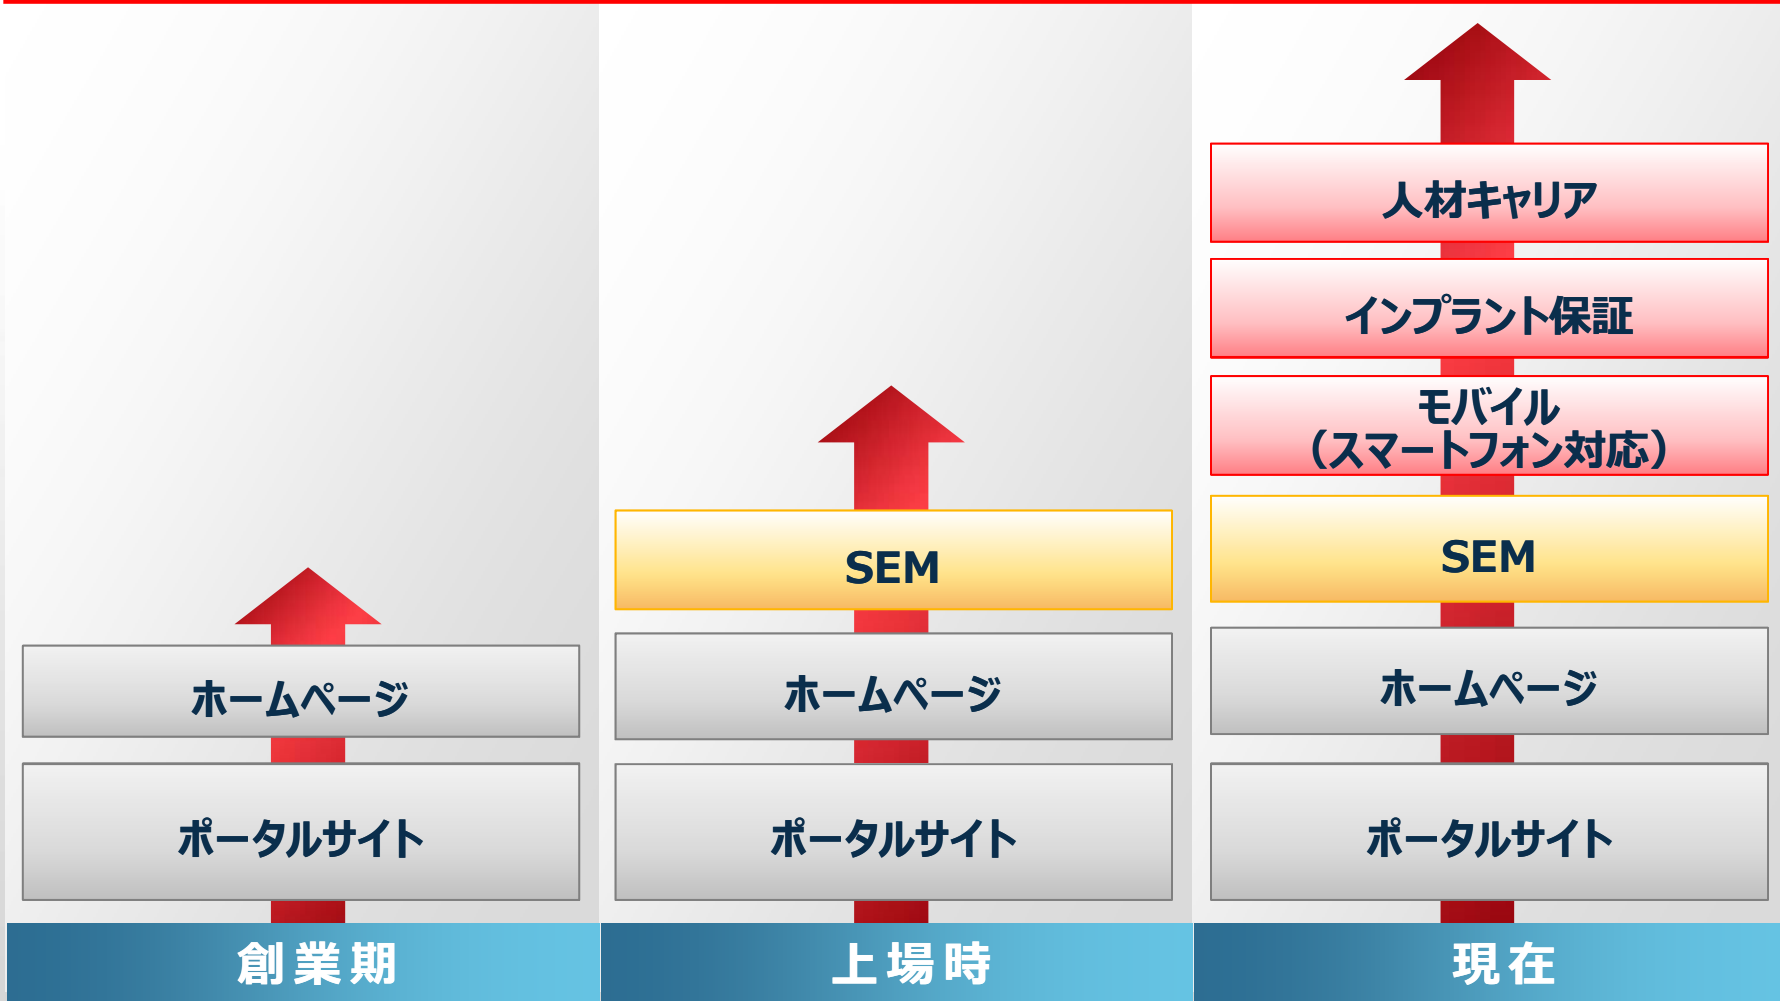 ホームページ
ポータルサイト
創業期
SEM
ホームページ
ポータルサイト
上場時
人材キャリア
インプラント保証
モバイル
（スマートフォン対応）
SEM
ホームページ
ポータルサイト
現在